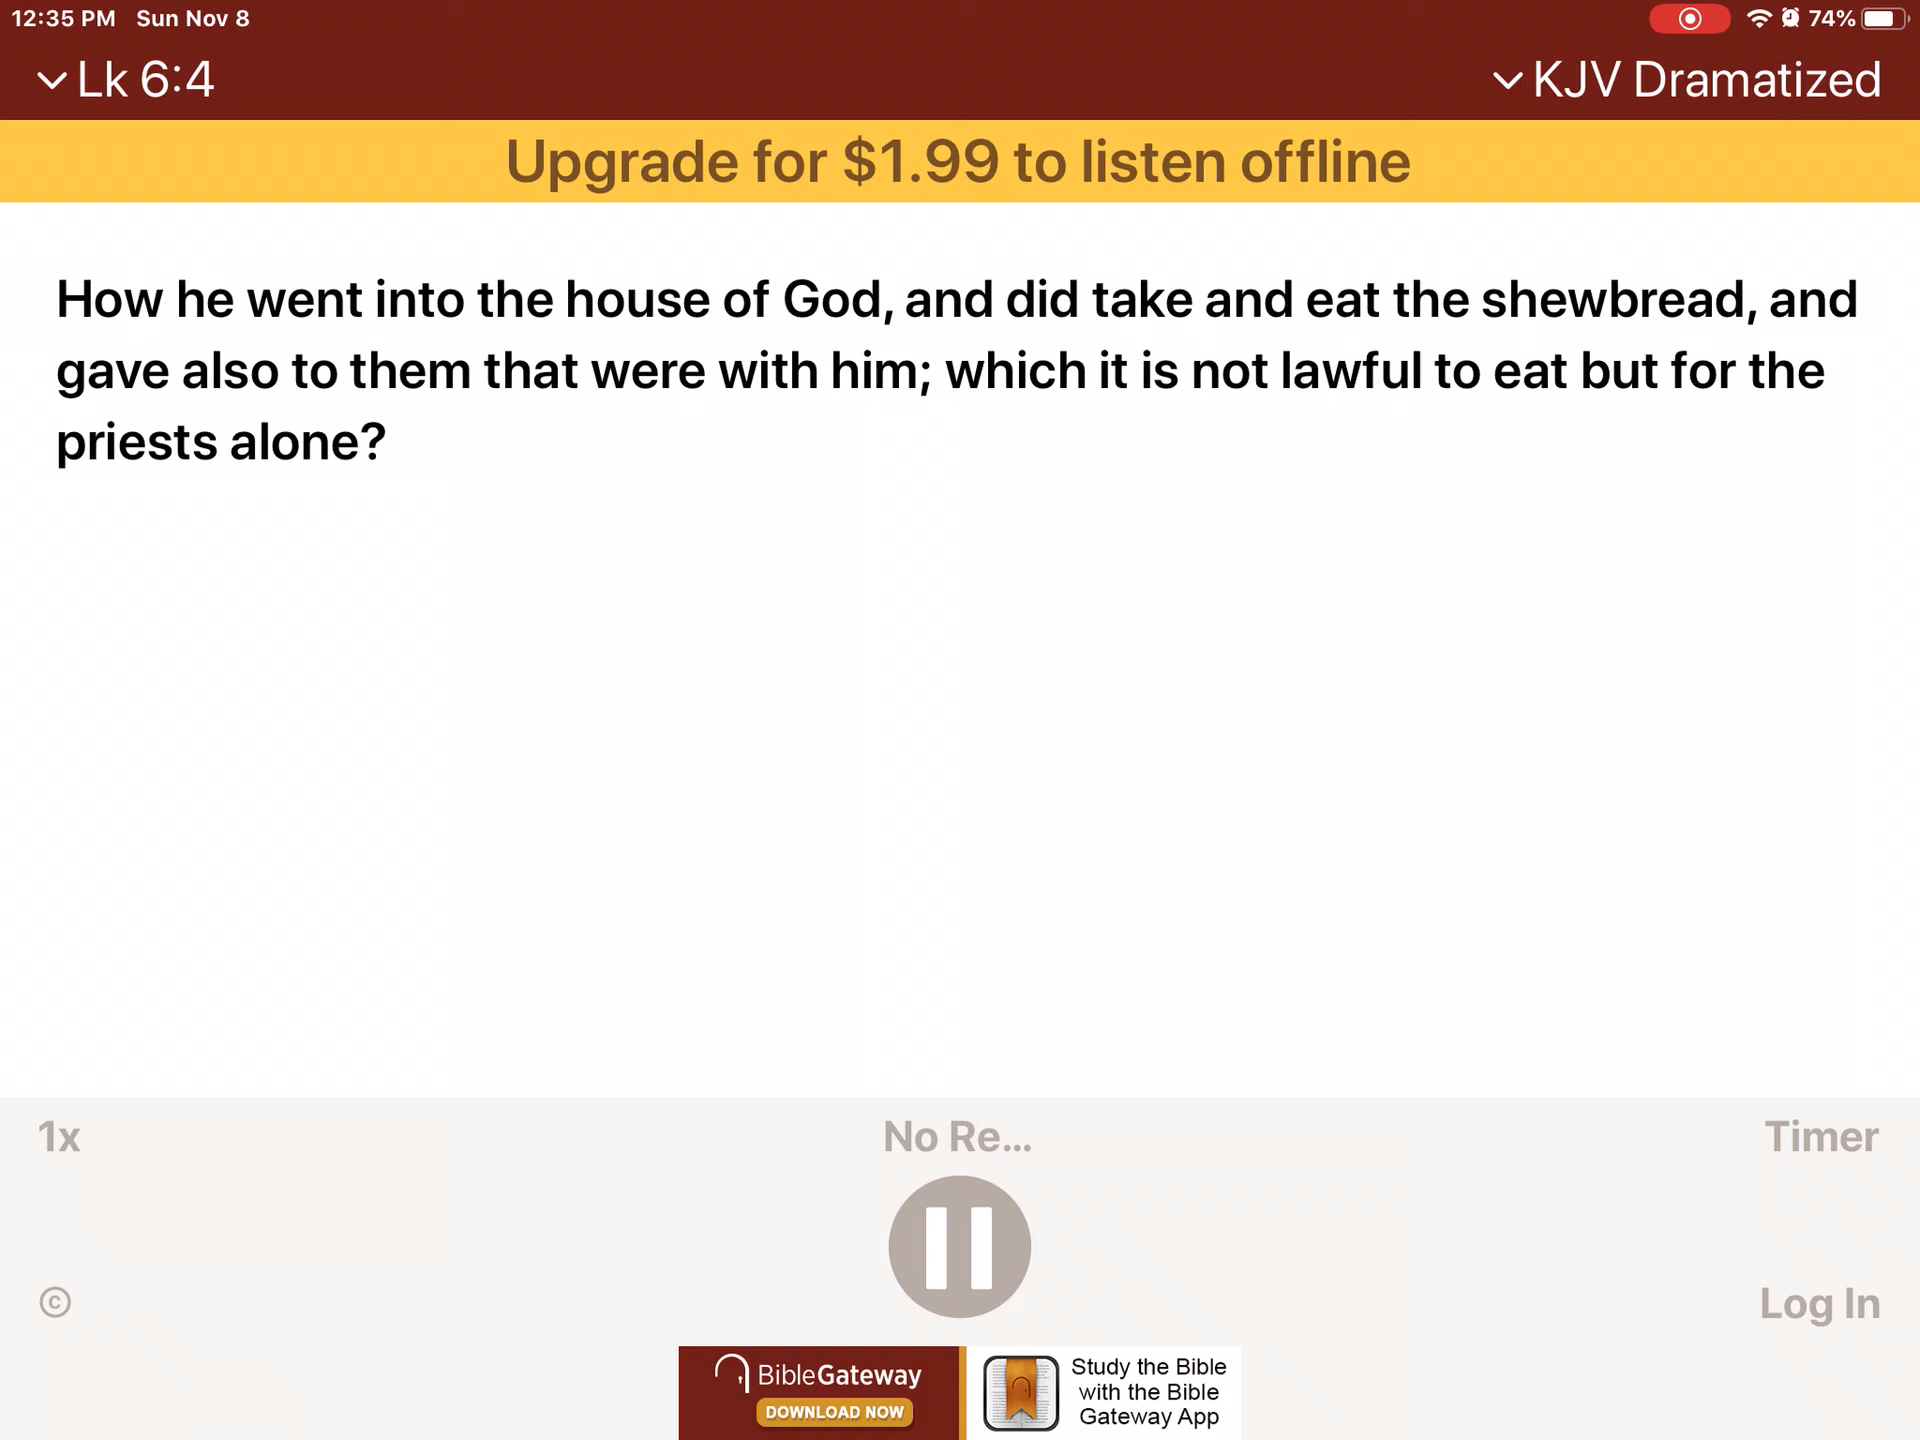 12:35 PM Sun Nov 8 74%
Lk 6:4 KJV Dramatized
Upgrade for $1.99 to listen offline
How he went into the house of God, and did take and eat the shewbread, and
gave also to them that were with him; which it is not lawful to eat but for the
priests alone?
1x No Re... Timer
© Log In
BibleGateway
DOWNLOAD NOW
Study the Bible
with the Bible
Gateway App